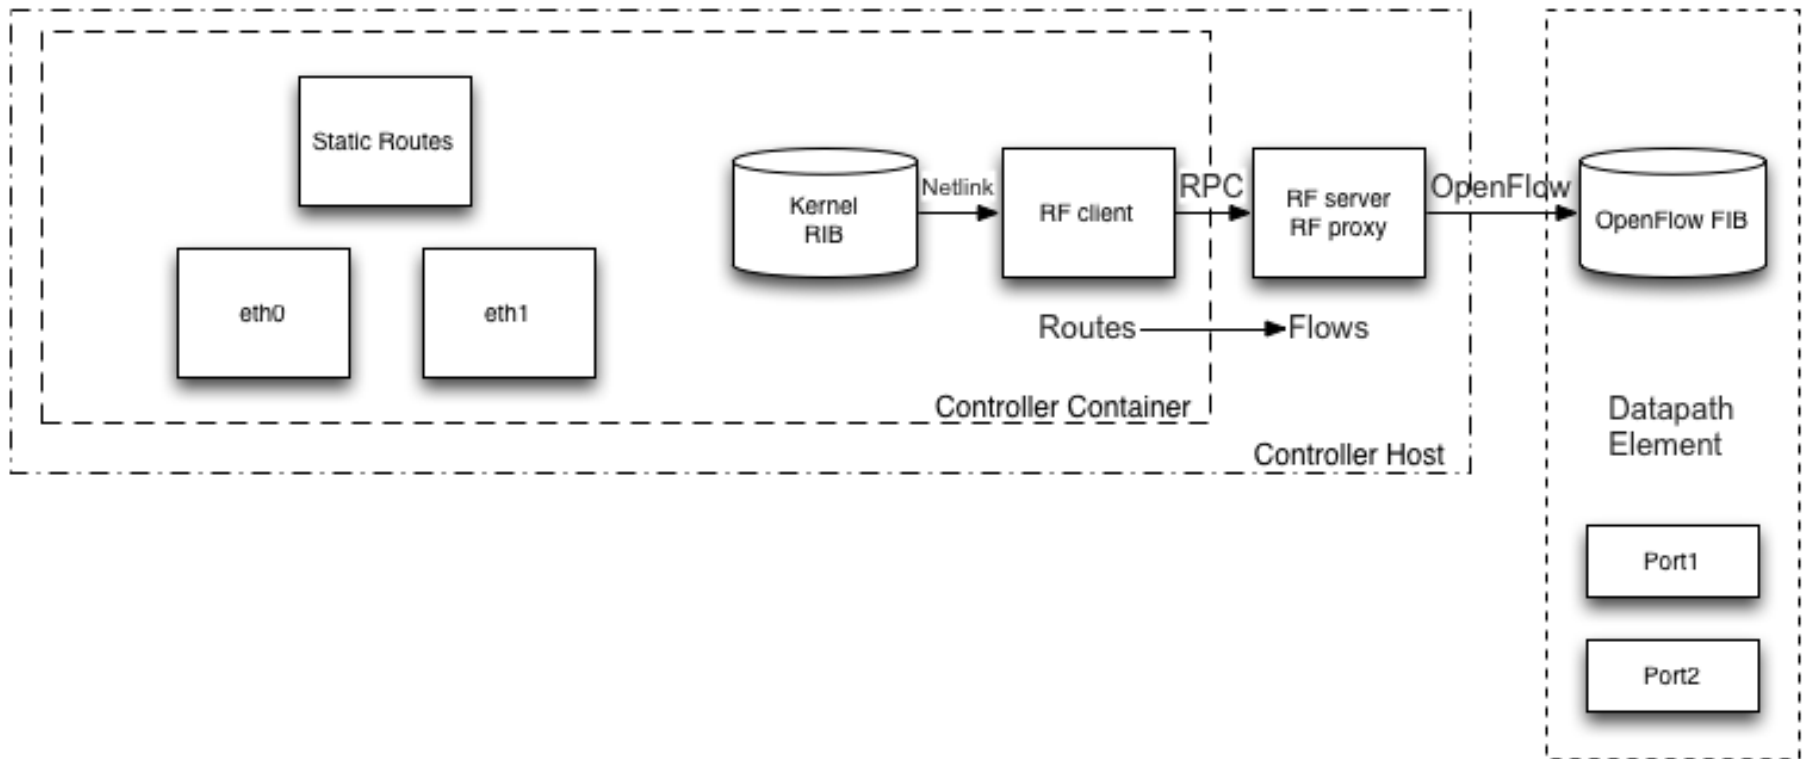 Static Routes
eth0
eth1
Kernel
RIB
Netlink
RF client
RPC
RF server
RF proxy
OpenFlow
OpenFlow FIB
Routes
Flows
Controller Container
Controller Host
Datapath
Element
Port1
Port2